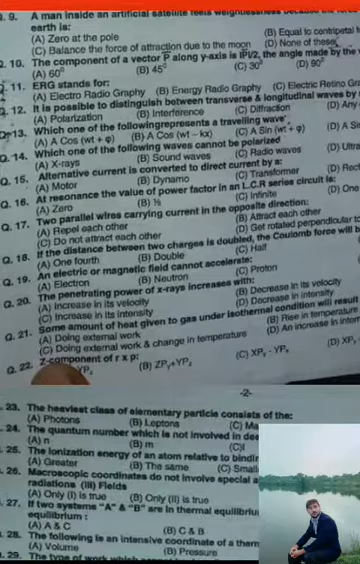 9. A man inside an artificial satellite feels weightlessness because the
earth is:
(A) Zero at the pole (B) Equal to centripetal
(C) Balance the force of attraction due to the moon (D) None of these
Q. 10. The component of a vector P along y-axis is IPI/2, the angle made by the
(A) 60° (B) 45° (C) 30° (D) 90°
Q. 11. ERG stands for:
(A) Electro Radio Graphy (B) Energy Radio Graphy (C) Electric Retino Gra
Q. 12. It is possible to distinguish between transverse & longitudinal waves by
(A) Polarization (B) Interference (C) Diffraction (D) Any
Q. 13. Which one of the followingrepresents a travelling wave
(A) A Cos (wt + φ) (B) A Cos (wt – kx) (C) A Sin (wt + φ) (D) A Si
Q. 14. Which one of the following waves cannot be polarized
(A) X-rays (B) Sound waves (C) Radio waves (D) Ultra
Q. 15. Alternative current is converted to direct current by a:
(A) Motor (B) Dynamo (C) Transformer (D) Rect
Q. 16. At resonance the value of power factor in an L.C.R series circuit is:
(A) Zero (B) ½ (C) Infinite (D) One
Q. 17. Two parallel wires carrying current in the opposite direction:
(A) Repel each other (B) Attract each other
(C) Do not attract each other (D) Get rotated perpendicular to
Q. 18. If the distance between two charges is doubled, the Coulomb force will b
(A) One fourth (B) Double (C) Half
Q. 19. An electric or magnetic field cannot accelerate:
(A) Electron (B) Neutron (C) Proton
Q. 20. The penetrating power of x-rays increases with:
(A) Increase in its velocity (B) Decrease in its velocity
(C) Increase in its intensity (D) Decrease in intensity
Q. 21. Some amount of heat given to gas under isothermal condition will result
(A) Doing external work (B) Rise in temperature
(C) Doing external work & change in temperature (D) An increase in inter
Q. 22. Z-component of r x p:
(B) ZPy+YPz (C) XPy - YPx (D) XPy
-2-
23. The heaviest class of elementary particle consists of the:
(A) Photons (B) Leptons (C) Me
24. The quantum number which is not involved in
(A) n (B) m (C)l
25. The ionization energy of an atom relative to bindin
(A) Greater (B) The same (C) Small
26. Macroscopic coordinates do not involve special a
radiations (iii) Fields
(A) Only (i) is true (B) Only (ii) is true
27. If two systems "A" & "B" are in thermal equilibriu
equilibrium :
(A) A & C (B) C & B
28. The following is an intensive coordinate of a therm
(A) Volume (B) Pressure
29. The type of work which